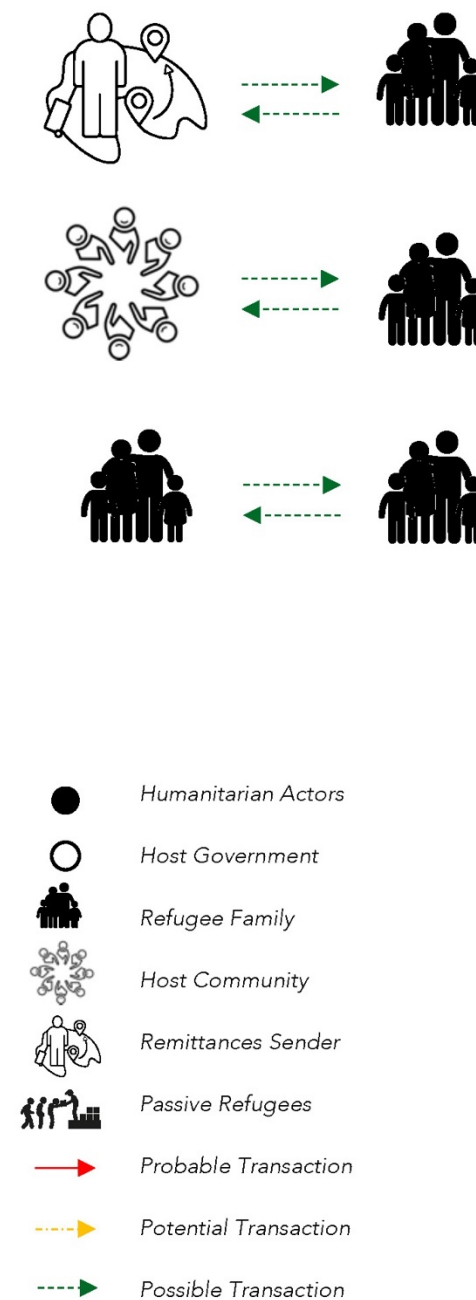 Humanitarian Actors
Host Government
Refugee Family
Host Community
Remittances Sender
Passive Refugees
Probable Transaction
Potential Transaction
Possible Transaction